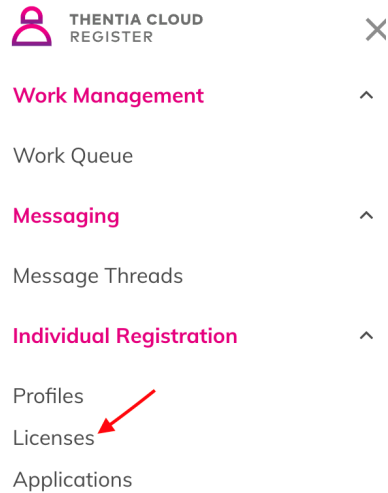 THENTIA CLOUD
REGISTER
Work Management
Work Queue
Messaging
Message Threads
Individual Registration
Profiles
Licenses
Applications